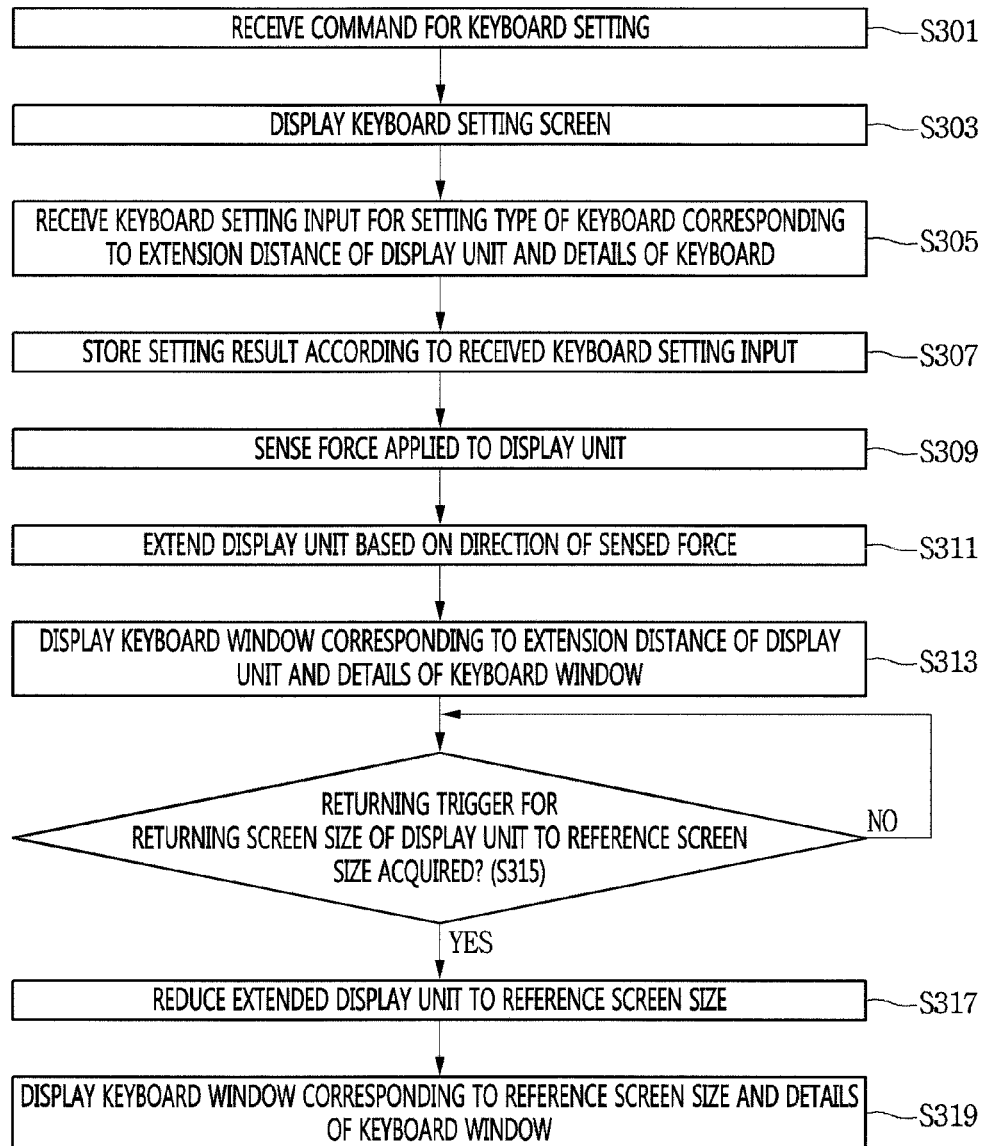 RECEIVE COMMAND FOR KEYBOARD SETTING
S301
DISPLAY KEYBOARD SETTING SCREEN
S303
RECEIVE KEYBOARD SETTING INPUT FOR SETTING TYPE OF KEYBOARD CORRESPONDING
TO EXTENSION DISTANCE OF DISPLAY UNIT AND DETAILS OF KEYBOARD
S305
STORE SETTING RESULT ACCORDING TO RECEIVED KEYBOARD SETTING INPUT
S307
SENSE FORCE APPLIED TO DISPLAY UNIT
S309
EXTEND DISPLAY UNIT BASED ON DIRECTION OF SENSED FORCE
S311
DISPLAY KEYBOARD WINDOW CORRESPONDING TO EXTENSION DISTANCE OF DISPLAY
UNIT AND DETAILS OF KEYBOARD WINDOW
S313
RETURNING TRIGGER FOR
RETURNING SCREEN SIZE OF DISPLAY UNIT TO REFERENCE SCREEN
SIZE ACQUIRED? (S315)
NO
YES
REDUCE EXTENDED DISPLAY UNIT TO REFERENCE SCREEN SIZE
S317
DISPLAY KEYBOARD WINDOW CORRESPONDING TO REFERENCE SCREEN SIZE AND DETAILS
OF KEYBOARD WINDOW
S319